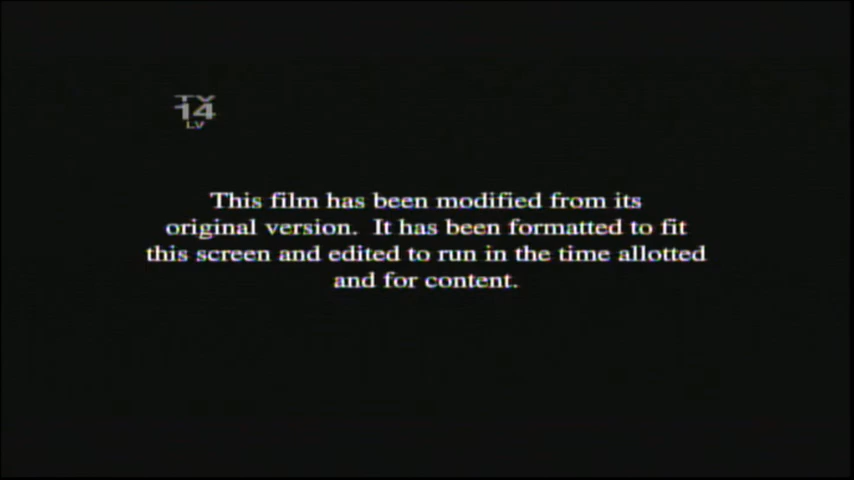 TV
14
LV
This film has been modified from its
original version. It has been formatted to fit
this screen and edited to run in the time allotted
and for content.